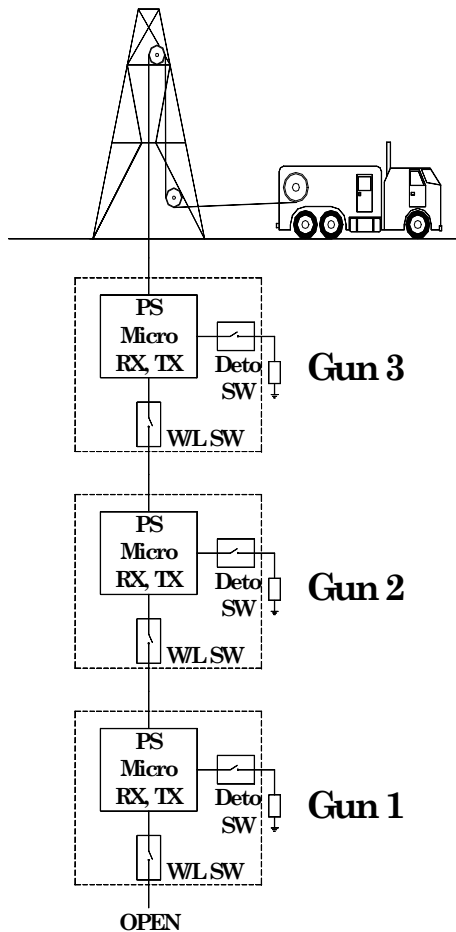 PS
Micro
RX, TX
Deto
SW
W/L SW
Gun 3
PS
Micro
RX, TX
Deto
SW
W/L SW
Gun 2
PS
Micro
RX, TX
Deto
SW
W/L SW
Gun 1
OPEN